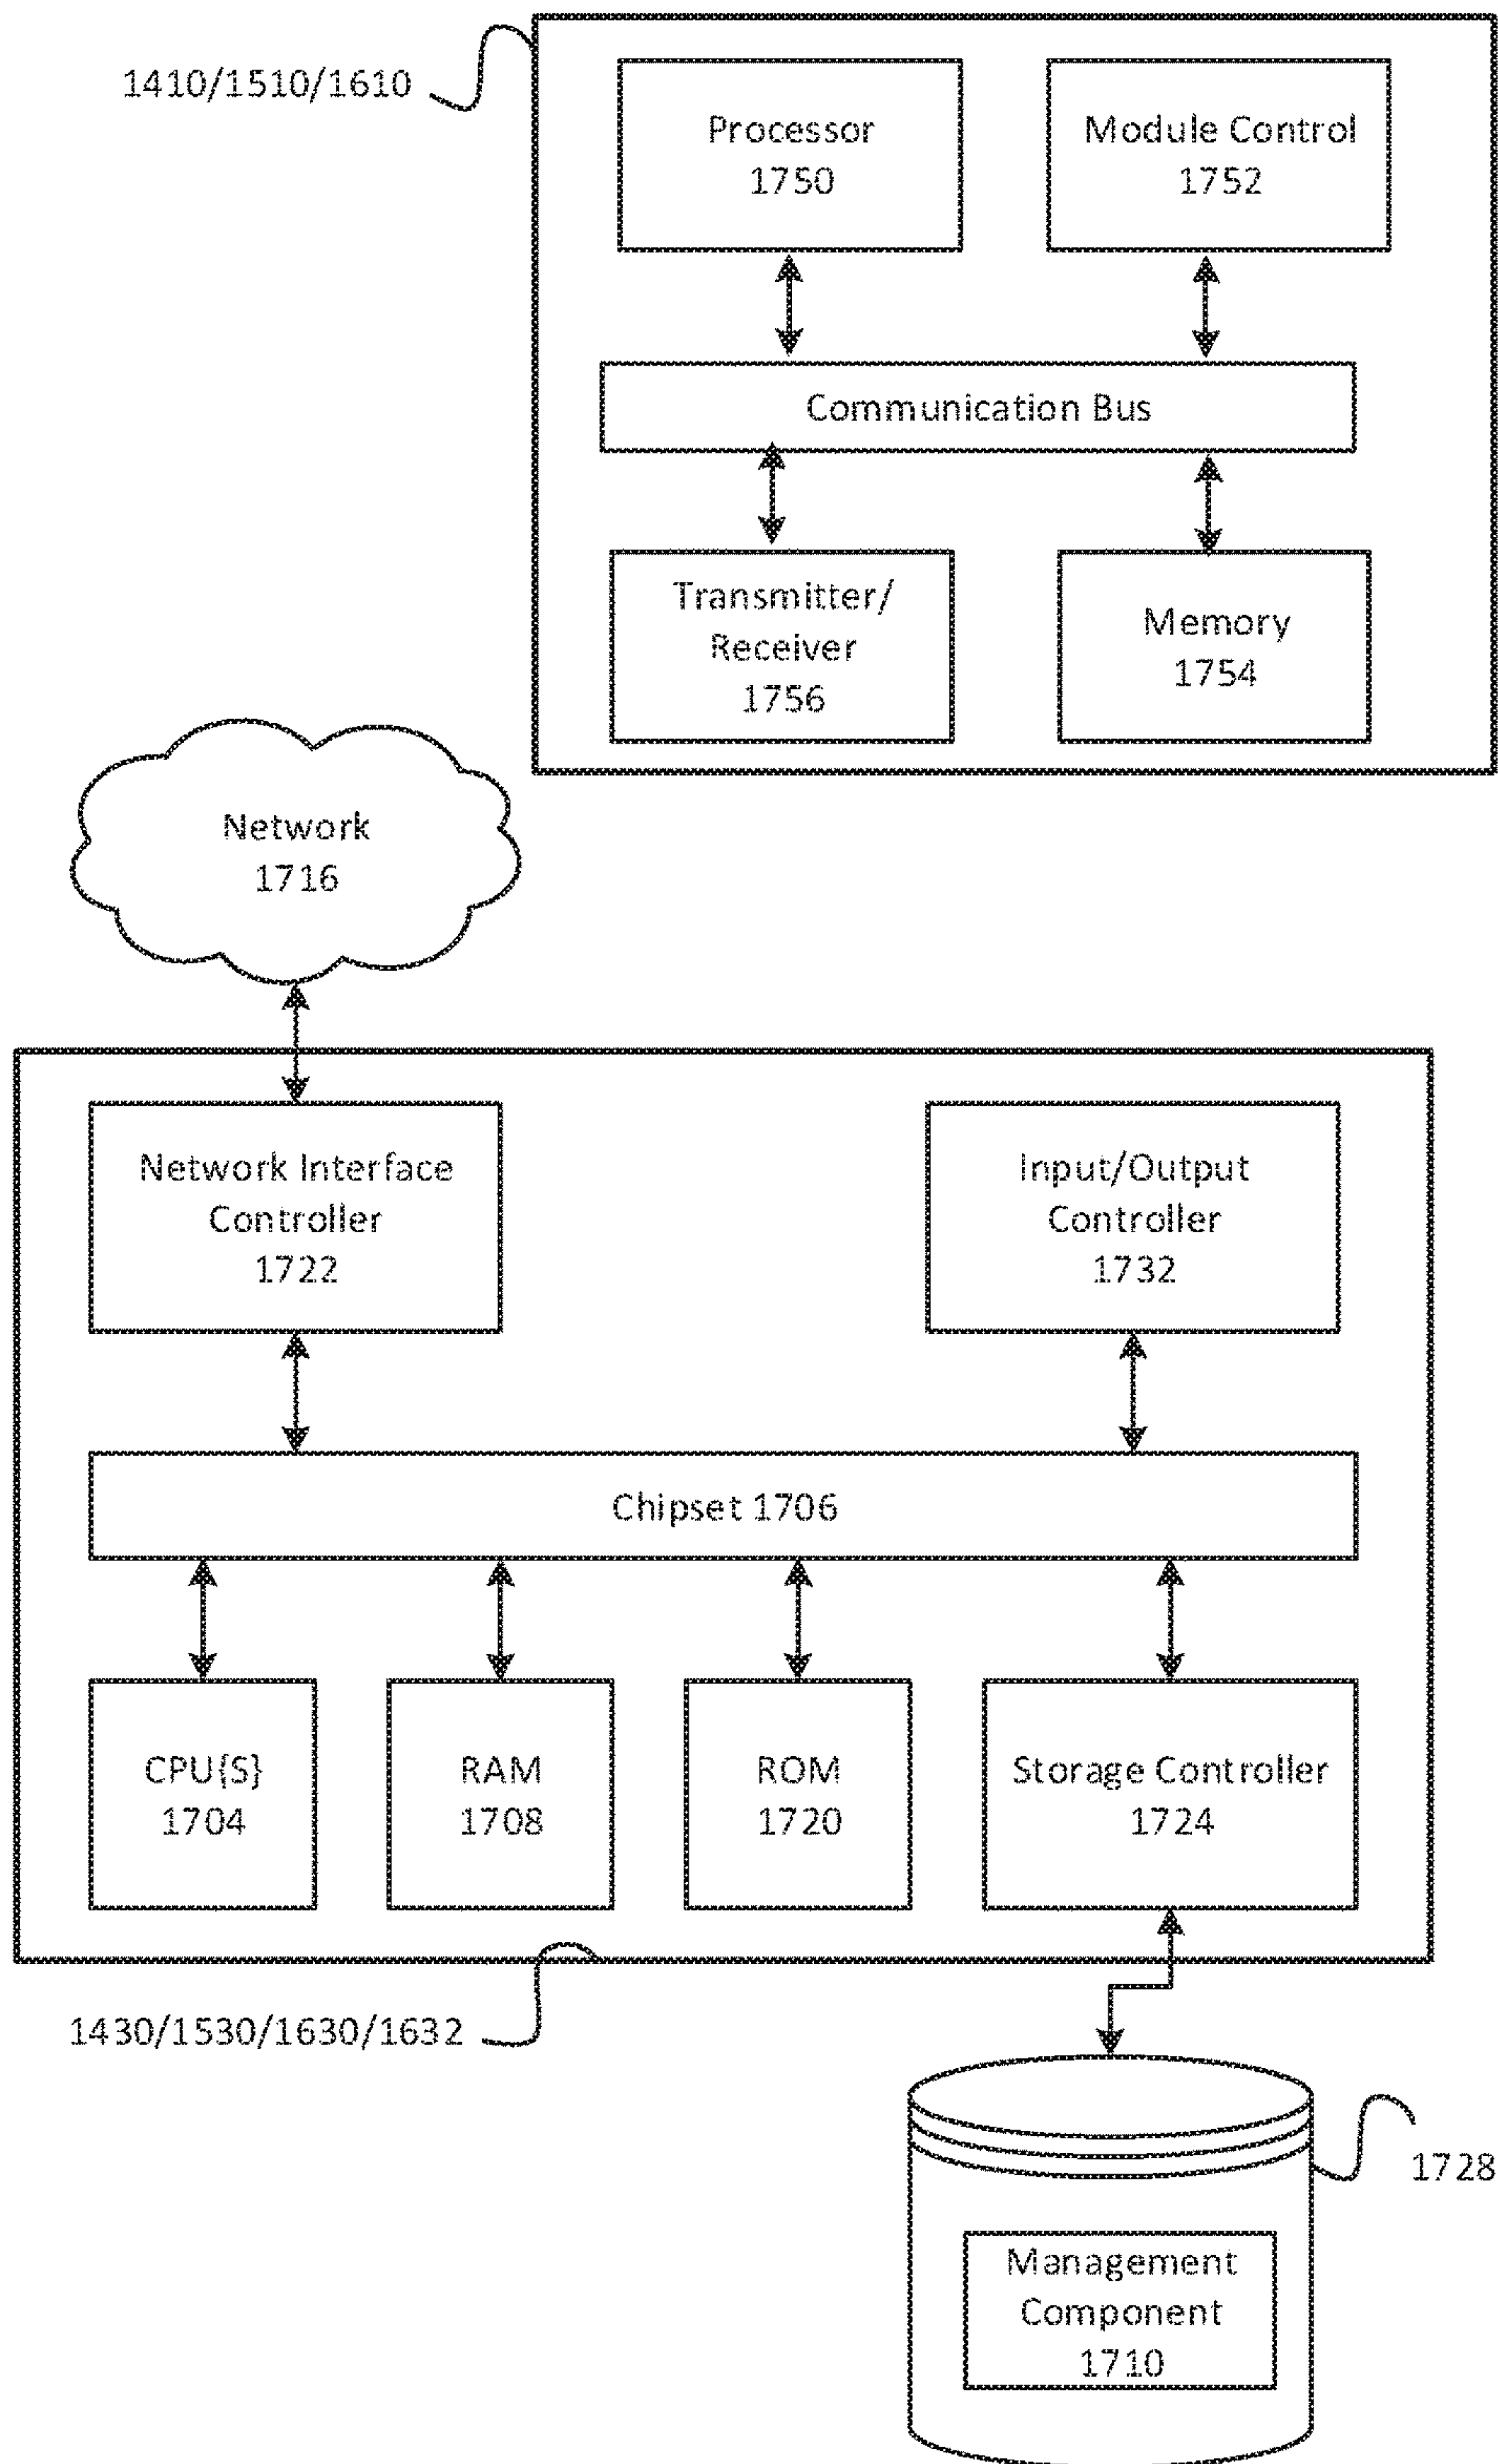 1410/1510/1610
Processor
1750
Module Control
1752
Communication Bus
Transmitter/
Receiver
1756
Memory
1754
Network
1716
Network Interface
Controller
1722
Input/Output
Controller
1732
Chipset 1706
CPU{S}
1704
RAM
1708
ROM
1720
Storage Controller
1724
1430/1530/1630/1632
1728
Management
Component
1710